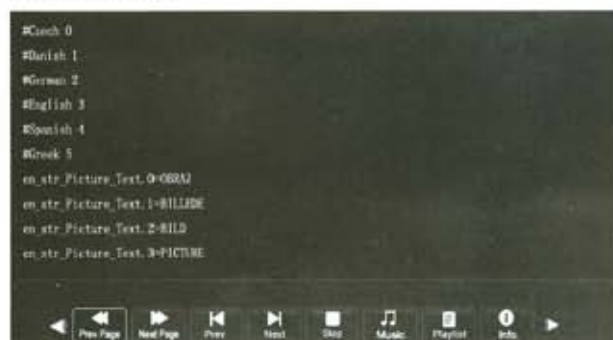 #Czech 0
#Danish 1
#German 2
#English 3
#Spanish 4
#Greek 5
en_str_Picture_Text.0=OBRAZ
en_str_Picture_Text.1=BILLEDE
en_str_Picture_Text.2=BILD
en_str_Picture_Text.3=PICTURE
Prev Page Next Page Prev Next Stop Music Playlist Info